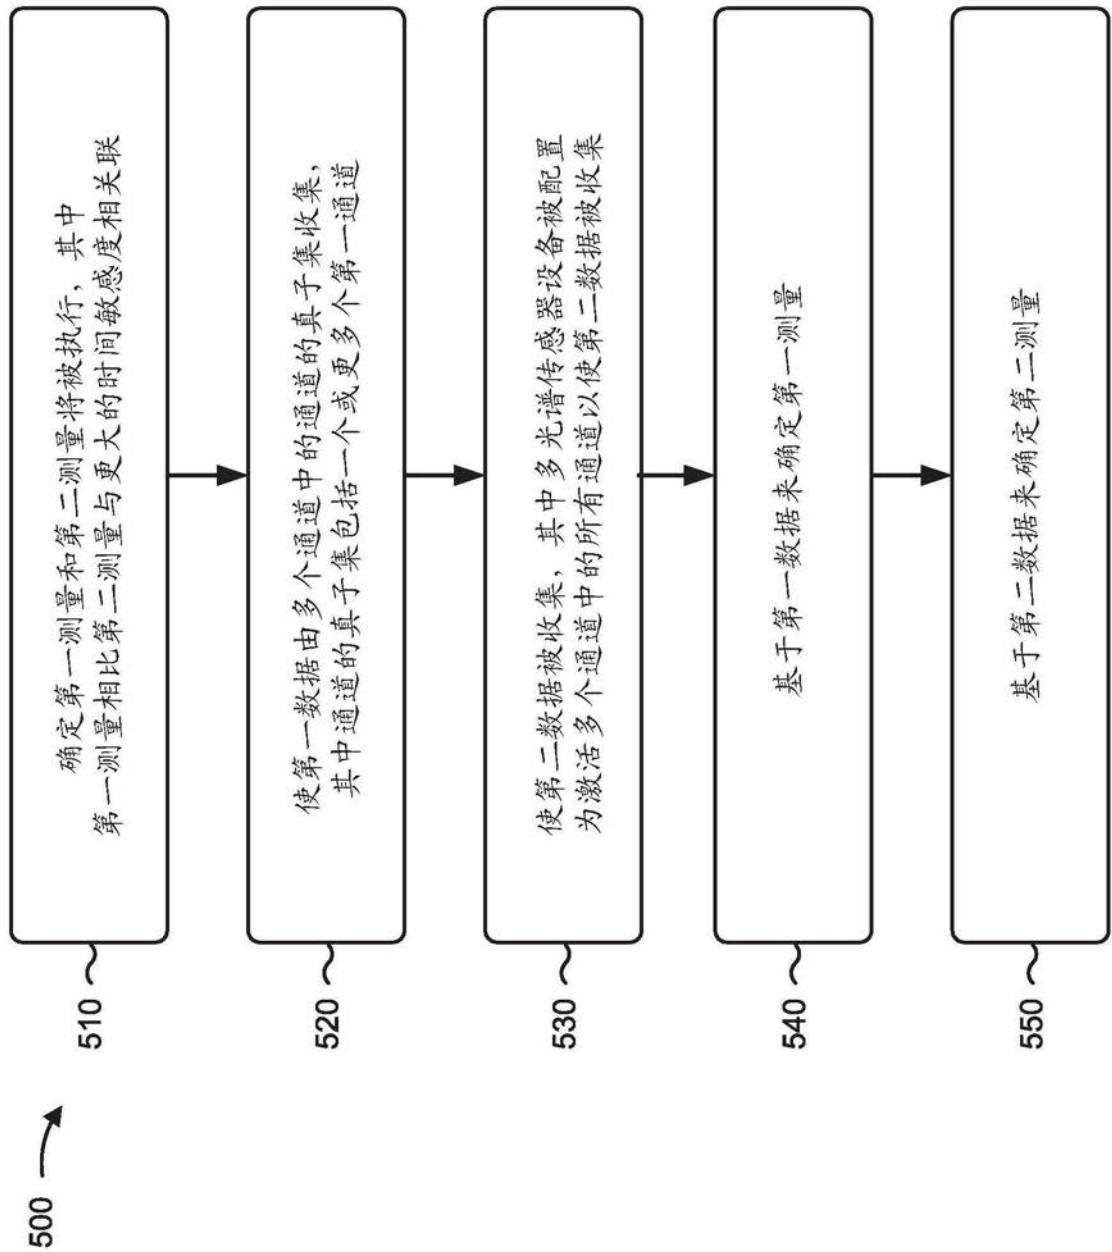 500
510
确定第一测量和第二测量将被执行，其中
第一测量相比第二测量与更大的时间敏感度相关联
520
使第一数据由多个通道中的通道的真子集收集，
其中通道的真子集包括一个或更多个第一通道
530
使第二数据被收集，其中多光谱传感器设备被配置
为激活多个通道中的所有通道以使第二数据被收集
540
基于第一数据来确定第一测量
550
基于第二数据来确定第二测量